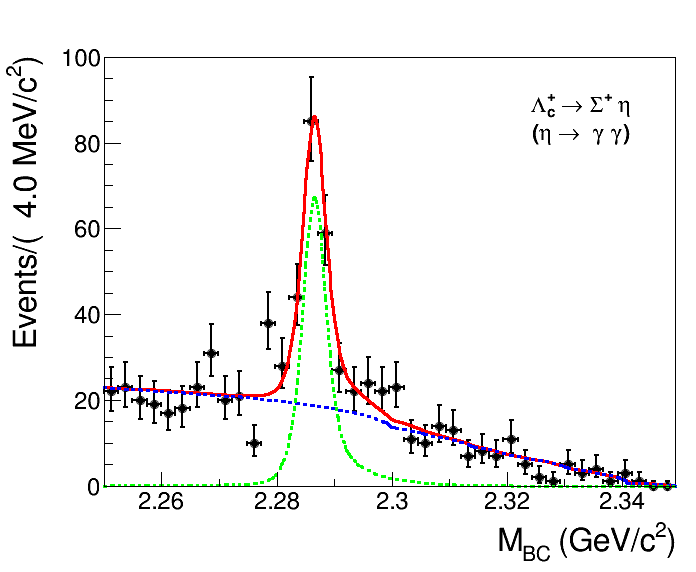 Events/( 4.0 MeV/c²)
100
80
60
40
20
0
Λc⁺ → Σ⁺ η
(η → γ γ)
2.26
2.28
2.3
2.32
2.34
M_BC (GeV/c²)